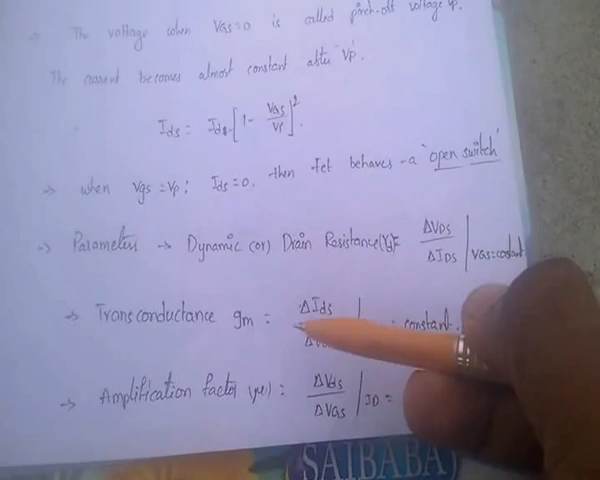 → The voltage when VGS=0 is called pinch-off voltage Vp.
The current becomes almost constant after 'Vp'.
Ids = Ids.[1 - VGS/Vp]²
→ when Vgs = Vp; Ids = 0. then Fet behaves -a 'open switch'
→ Parameters → Dynamic (or) Drain Resistance(rd)= ΔVDS/ΔIDS | VGS=constant
→ Transconductance gm = ΔIds = constant.
→ Amplification factor (μ) = ΔVds/ΔVGS | ID =
SAIBABA